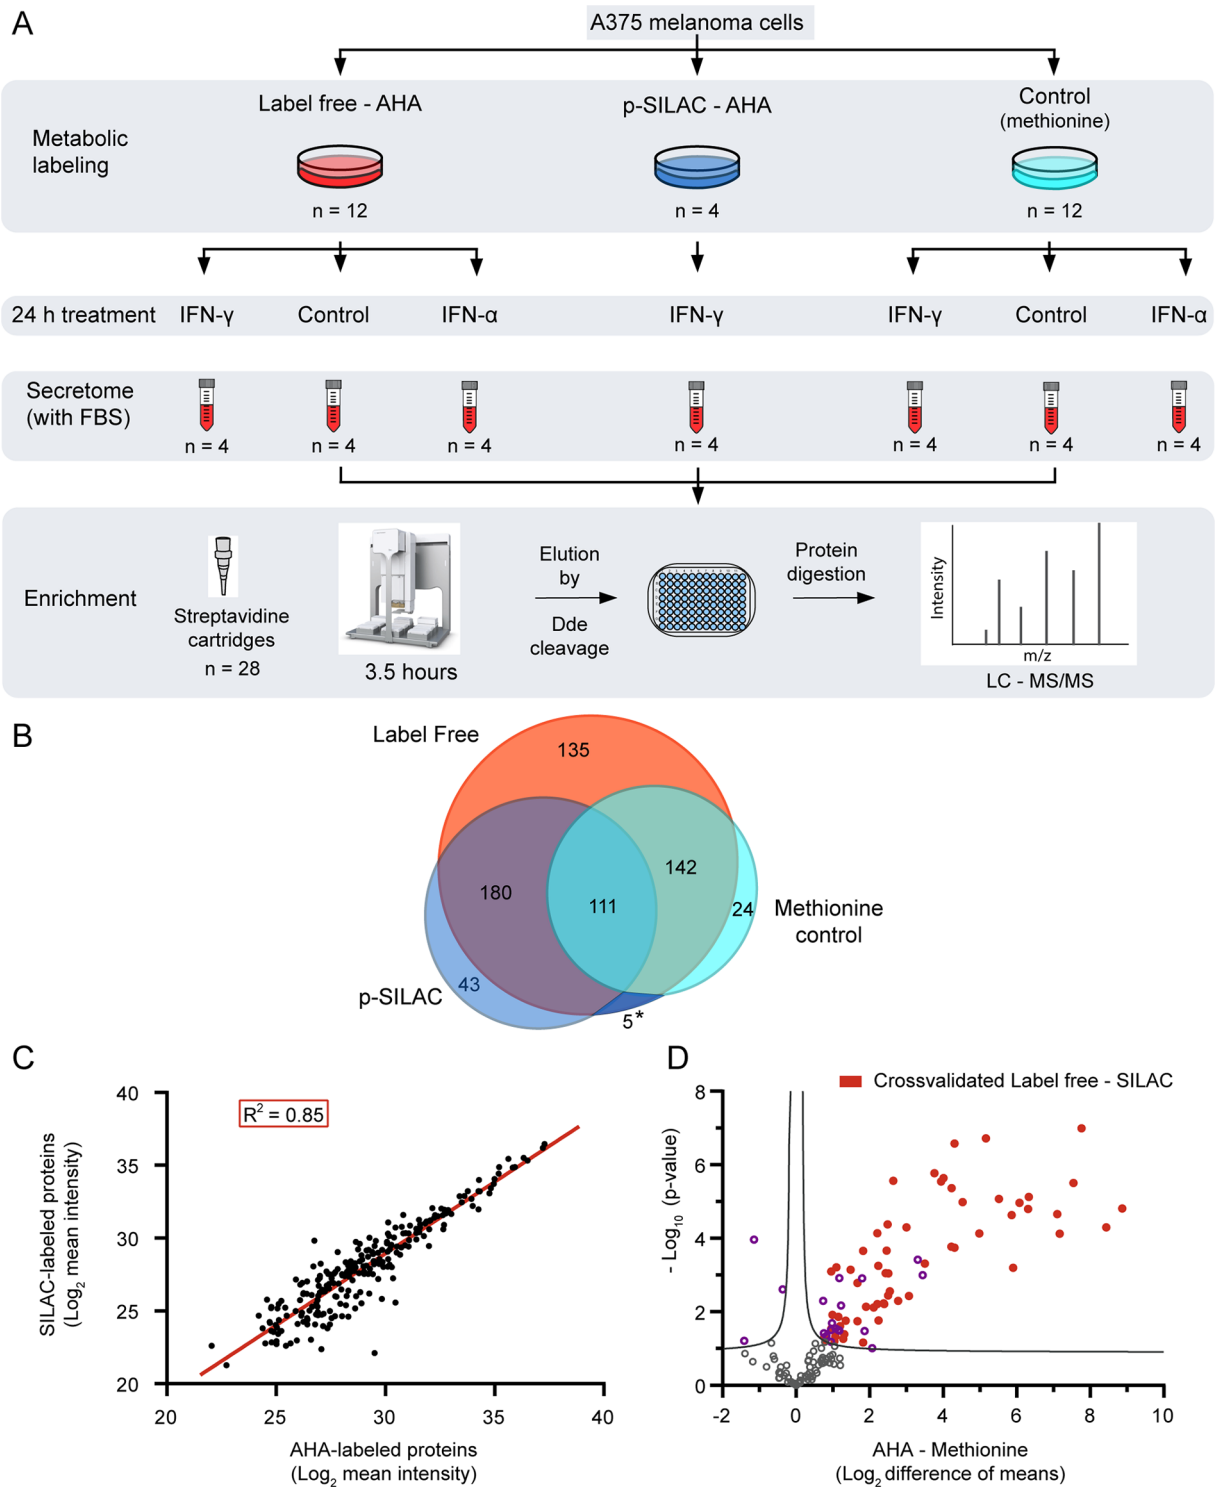 A
A375 melanoma cells
Metabolic
labeling
Label free - AHA
n = 12
p-SILAC - AHA
n = 4
Control
(methionine)
n = 12
24 h treatment
IFN-γ
Control
IFN-α
IFN-γ
IFN-γ
Control
IFN-α
Secretome
(with FBS)
n = 4
n = 4
n = 4
n = 4
n = 4
n = 4
n = 4
Enrichment
Streptavidine
cartridges
n = 28
3.5 hours
Elution
by
Dde
cleavage
Protein
digestion
Intensity
m/z
LC - MS/MS
B
Label Free
135
180
111
142
24
Methionine
control
43
p-SILAC
5*
C
R² = 0.85
SILAC-labeled proteins
(Log₂ mean intensity)
40
35
30
25
20
20 25 30 35 40
AHA-labeled proteins
(Log₂ mean intensity)
D
Crossvalidated Label free - SILAC
- Log₁₀ (p-value)
8
6
4
2
0
-2 0 2 4 6 8 10
AHA - Methionine
(Log₂ difference of means)